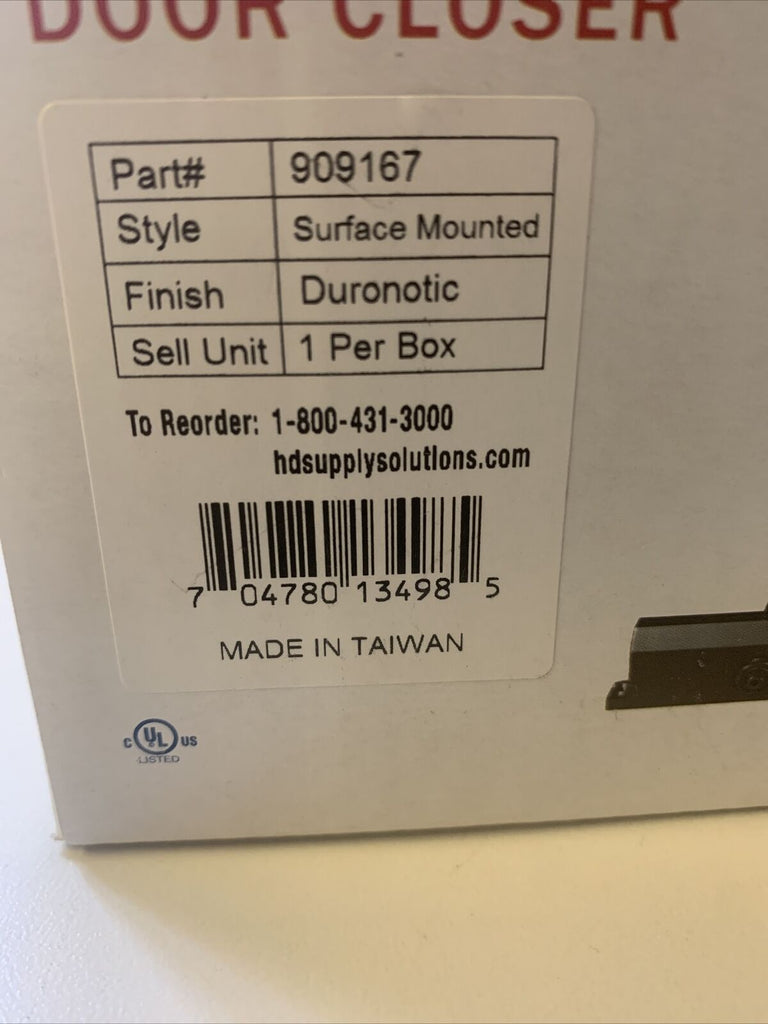 DOOR CLOSER
Part# 909167
Style Surface Mounted
Finish Duronotic
Sell Unit 1 Per Box
To Reorder: 1-800-431-3000
hdsupplysolutions.com
7 04780 13498 5
MADE IN TAIWAN
C UL US
LISTED